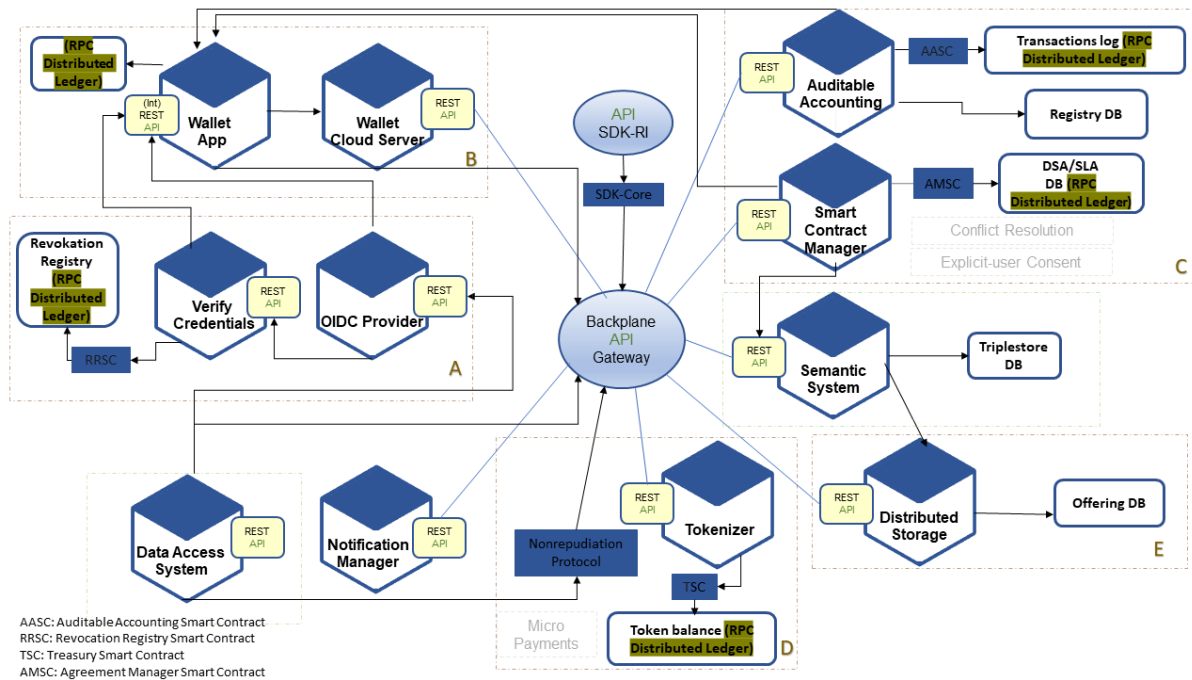 (RPC
Distributed
Ledger)
(Int)
REST
API
Wallet
App
Wallet
Cloud Server
REST
API
B
API
SDK-RI
SDK-Core
REST
API
Auditable
Accounting
AASC
Transactions log (RPC
Distributed Ledger)
Registry DB
REST
API
Smart
Contract
Manager
AMSC
DSA/SLA
DB (RPC
Distributed Ledger)
Conflict Resolution
Explicit-user Consent
C
Revokation
Registry
(RPC
Distributed
Ledger)
RRSC
Verify
Credentials
REST
API
OIDC Provider
REST
API
A
Backplane
API
Gateway
REST
API
Semantic
System
Triplestore
DB
Data Access
System
REST
API
Notification
Manager
REST
API
Nonrepudiation
Protocol
REST
API
Tokenizer
TSC
Micro
Payments
Token balance (RPC
Distributed Ledger)
D
REST
API
Distributed
Storage
Offering DB
E
AASC: Auditable Accounting Smart Contract
RRSC: Revocation Registry Smart Contract
TSC: Treasury Smart Contract
AMSC: Agreement Manager Smart Contract